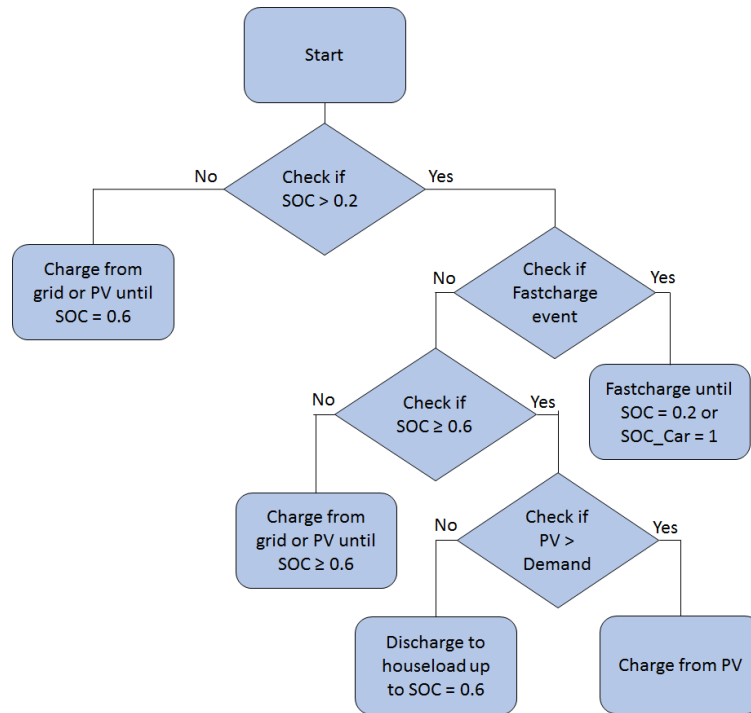 Start
Check if
SOC > 0.2
No
Yes
Charge from
grid or PV until
SOC = 0.6
Check if
Fastcharge
event
No
Yes
Fastcharge until
SOC = 0.2 or
SOC_Car = 1
Check if
SOC ≥ 0.6
No
Yes
Charge from
grid or PV until
SOC ≥ 0.6
Check if
PV >
Demand
No
Yes
Discharge to
houseload up
to SOC = 0.6
Charge from PV